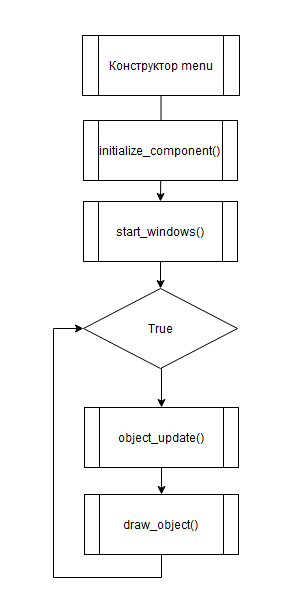 Конструктор menu
initialize_component()
start_windows()
True
object_update()
draw_object()